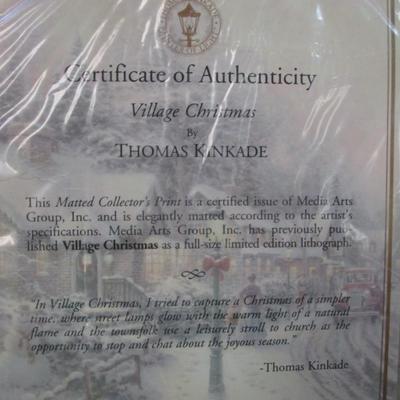 Certificate of Authenticity
Village Christmas
By
THOMAS KINKADE
This Matted Collector's Print is a certified issue of Media Arts
Group, Inc. and is elegantly matted according to the artist's
specifications. Media Arts Group, Inc. has previously pub-
lished Village Christmas as a full-size limited edition lithograph.
"In Village Christmas, I tried to capture a Christmas of a simpler
time, where street lamps glow with the warm light of a natural
flame and the townsfolk use a leisurely stroll to church as the
opportunity to stop and chat about the joyous season."
-Thomas Kinkade